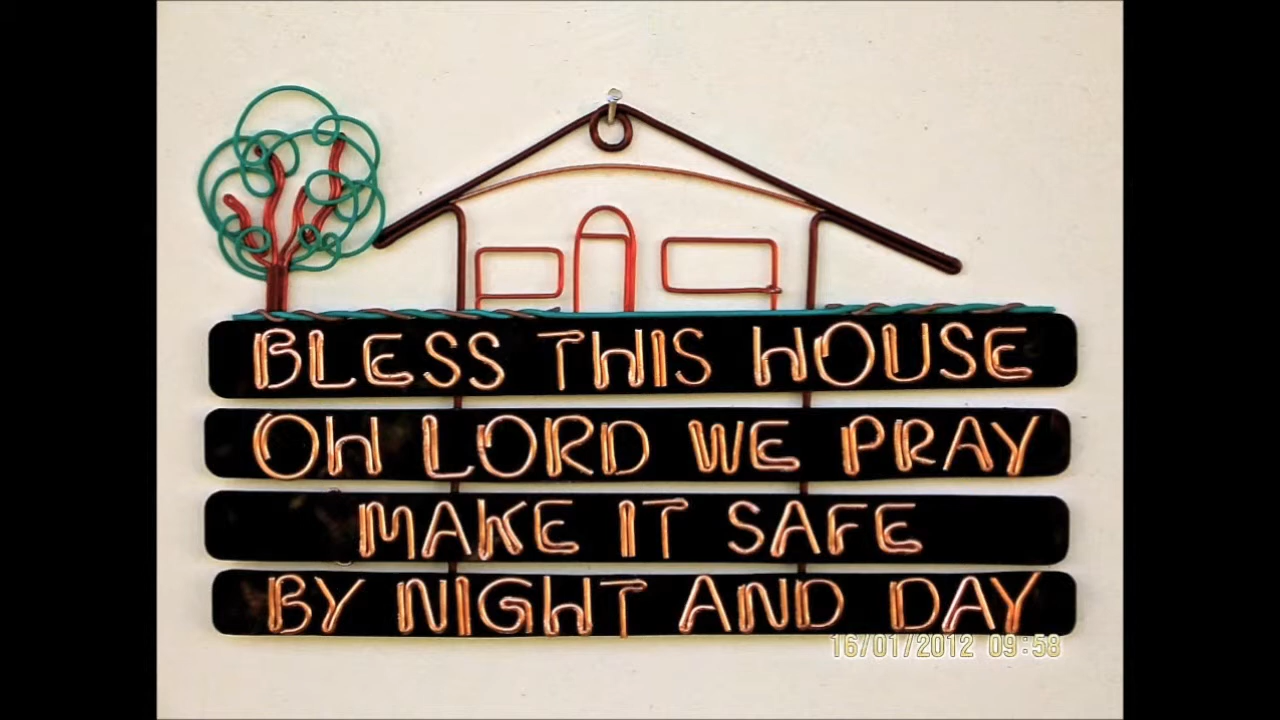 BLESS THIS HOUSE
OH LORD WE PRAY
MAKE IT SAFE
BY NIGHT AND DAY
16/01/2012 09:58